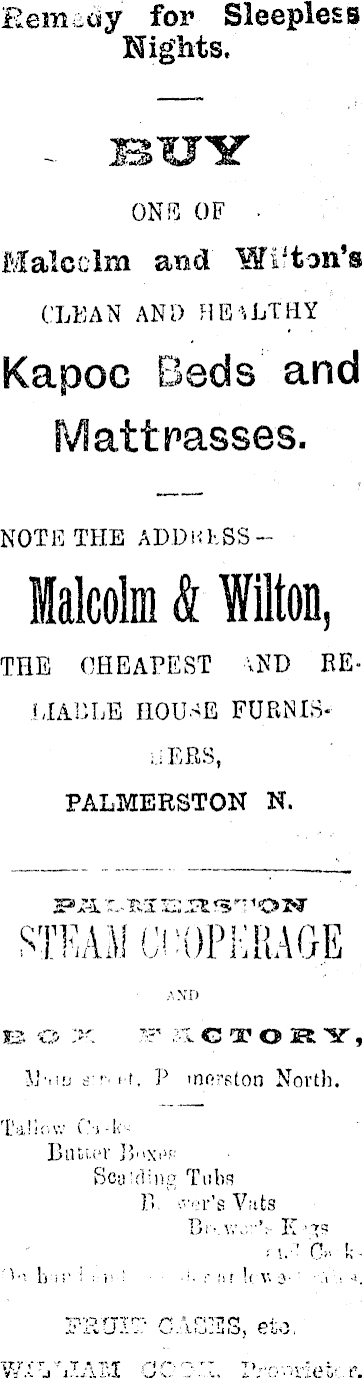 Remedy for Sleepless
Nights.
BUY
ONE OF
Malcolm and Wilton's
CLEAN AND HEALTHY
Kapoc Beds and
Mattrasses.
NOTE THE ADDRESS—
Malcolm & Wilton,
THE CHEAPEST AND RE-
LIABLE HOUSE FURNIS-
HERS,
PALMERSTON N.
PALMERSTON
STEAM COOPERAGE
AND
BOX FACTORY,
Main street, Palmerston North.
Tallow Casks
Butter Boxes
Scalding Tubs
Brewer's Vats
Brewer's Kegs
and Casks
On hand
FRUIT CASES, etc.
WILLIAM COOK, Proprietor.